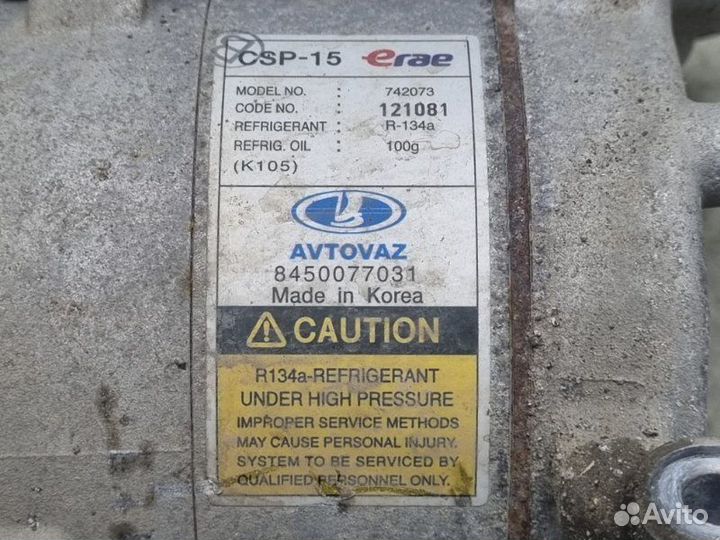 CSP-15 erae
MODEL NO. : 742073
CODE NO. : 121081
REFRIGERANT : R-134a
REFRIG. OIL : 100g
(K105)
AVTOVAZ
8450077031
Made in Korea
CAUTION
R134a-REFRIGERANT
UNDER HIGH PRESSURE
IMPROPER SERVICE METHODS
MAY CAUSE PERSONAL INJURY.
SYSTEM TO BE SERVICED BY
QUALIFIED PERSONNEL ONLY.
Avito